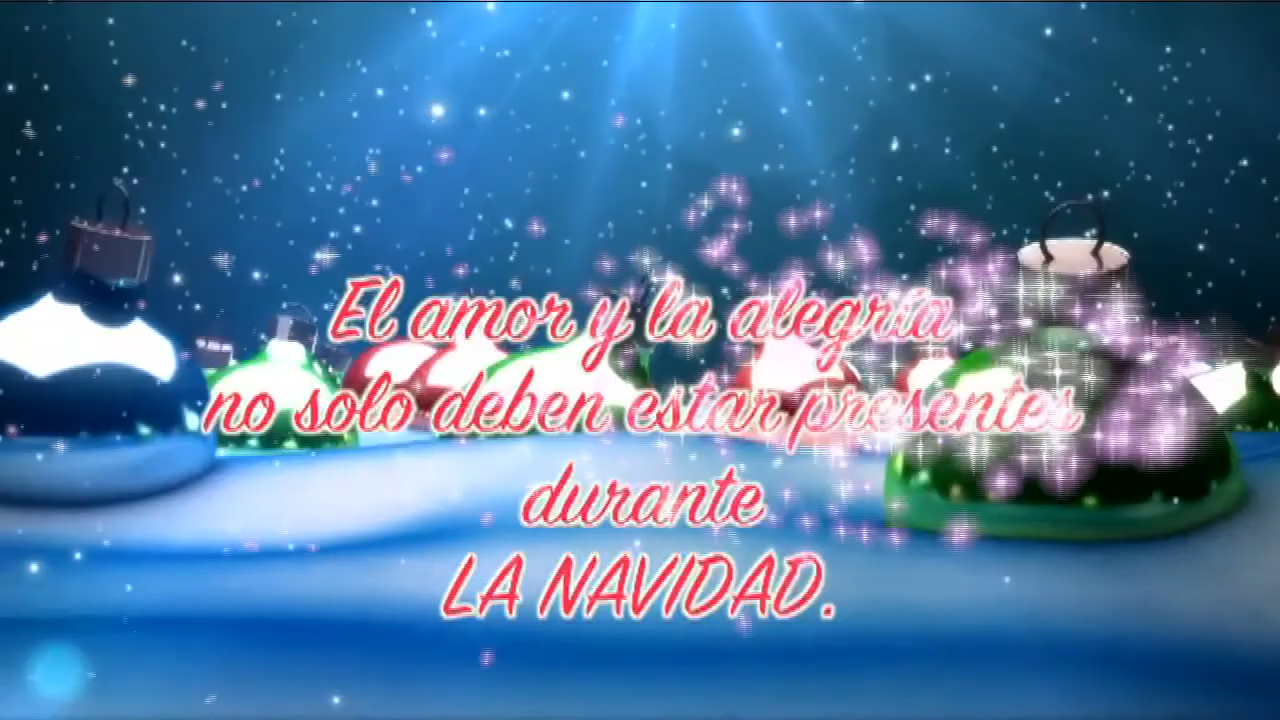 El amor y la alegría
no solo deben estar presentes
durante
LA NAVIDAD.